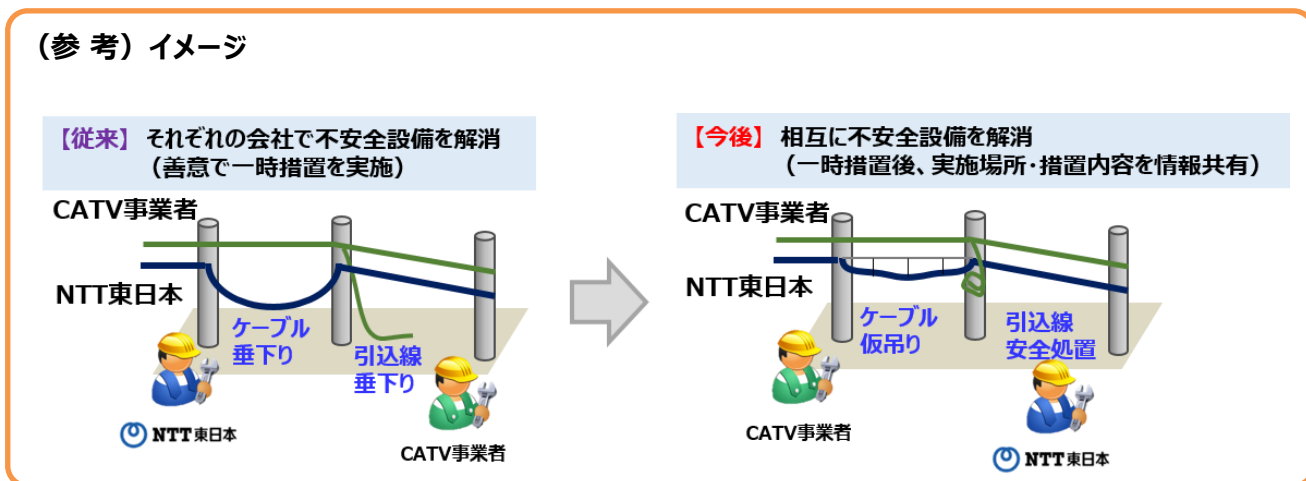 （参 考）イメージ
【従来】 それぞれの会社で不安全設備を解消
（善意で一時措置を実施）
CATV事業者
NTT東日本
ケーブル
垂下り
引込線
垂下り
NTT東日本
CATV事業者
【今後】 相互に不安全設備を解消
（一時措置後、実施場所・措置内容を情報共有）
CATV事業者
NTT東日本
ケーブル
仮吊り
引込線
安全処置
CATV事業者
NTT東日本